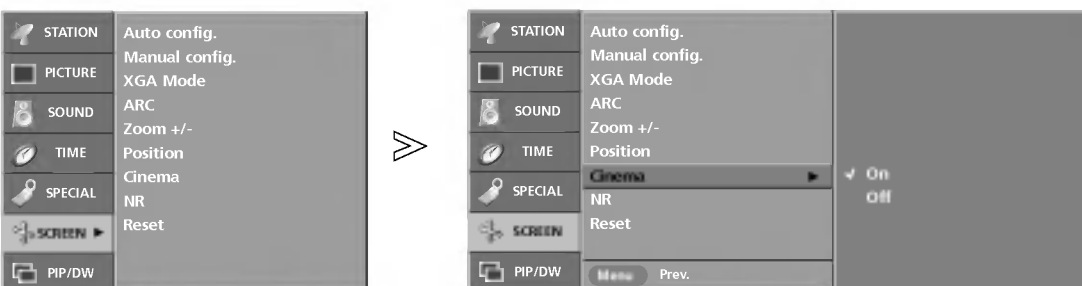 STATION
PICTURE
SOUND
TIME
SPECIAL
SCREEN
PIP/DW
Auto config.
Manual config.
XGA Mode
ARC
Zoom +/-
Position
Cinema
NR
Reset
STATION
PICTURE
SOUND
TIME
SPECIAL
SCREEN
PIP/DW
Auto config.
Manual config.
XGA Mode
ARC
Zoom +/-
Position
Cinema
NR
Reset
Menu Prev.
On
Off